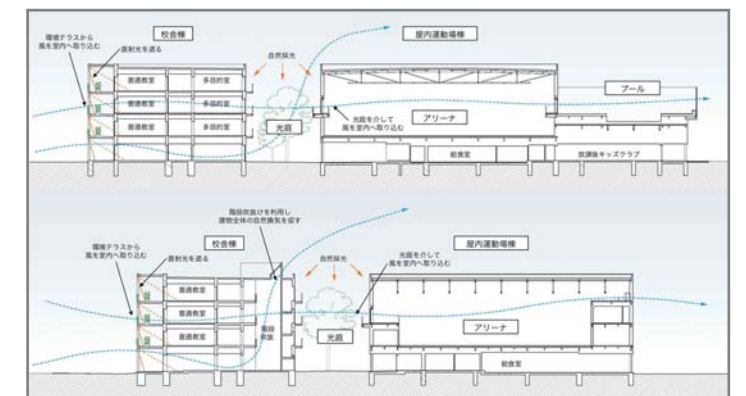 校舎棟
屋内運動場棟
環境テラスから
風を室内へ取り込む
直射光を遮る
自然採光
プール
普通教室
多目的室
普通教室
多目的室
アリーナ
普通教室
多目的室
光庭
光庭を介して
風を室内へ取り込む
給食室
放課後キッズクラブ
階段吹抜けを利用し
建物全体の自然換気を促す
環境テラスから
風を室内へ取り込む
校舎棟
直射光を遮る
自然採光
光庭を介して
風を室内へ取り込む
屋内運動場棟
普通教室
普通教室
普通教室
階段
吹抜
光庭
アリーナ
給食室